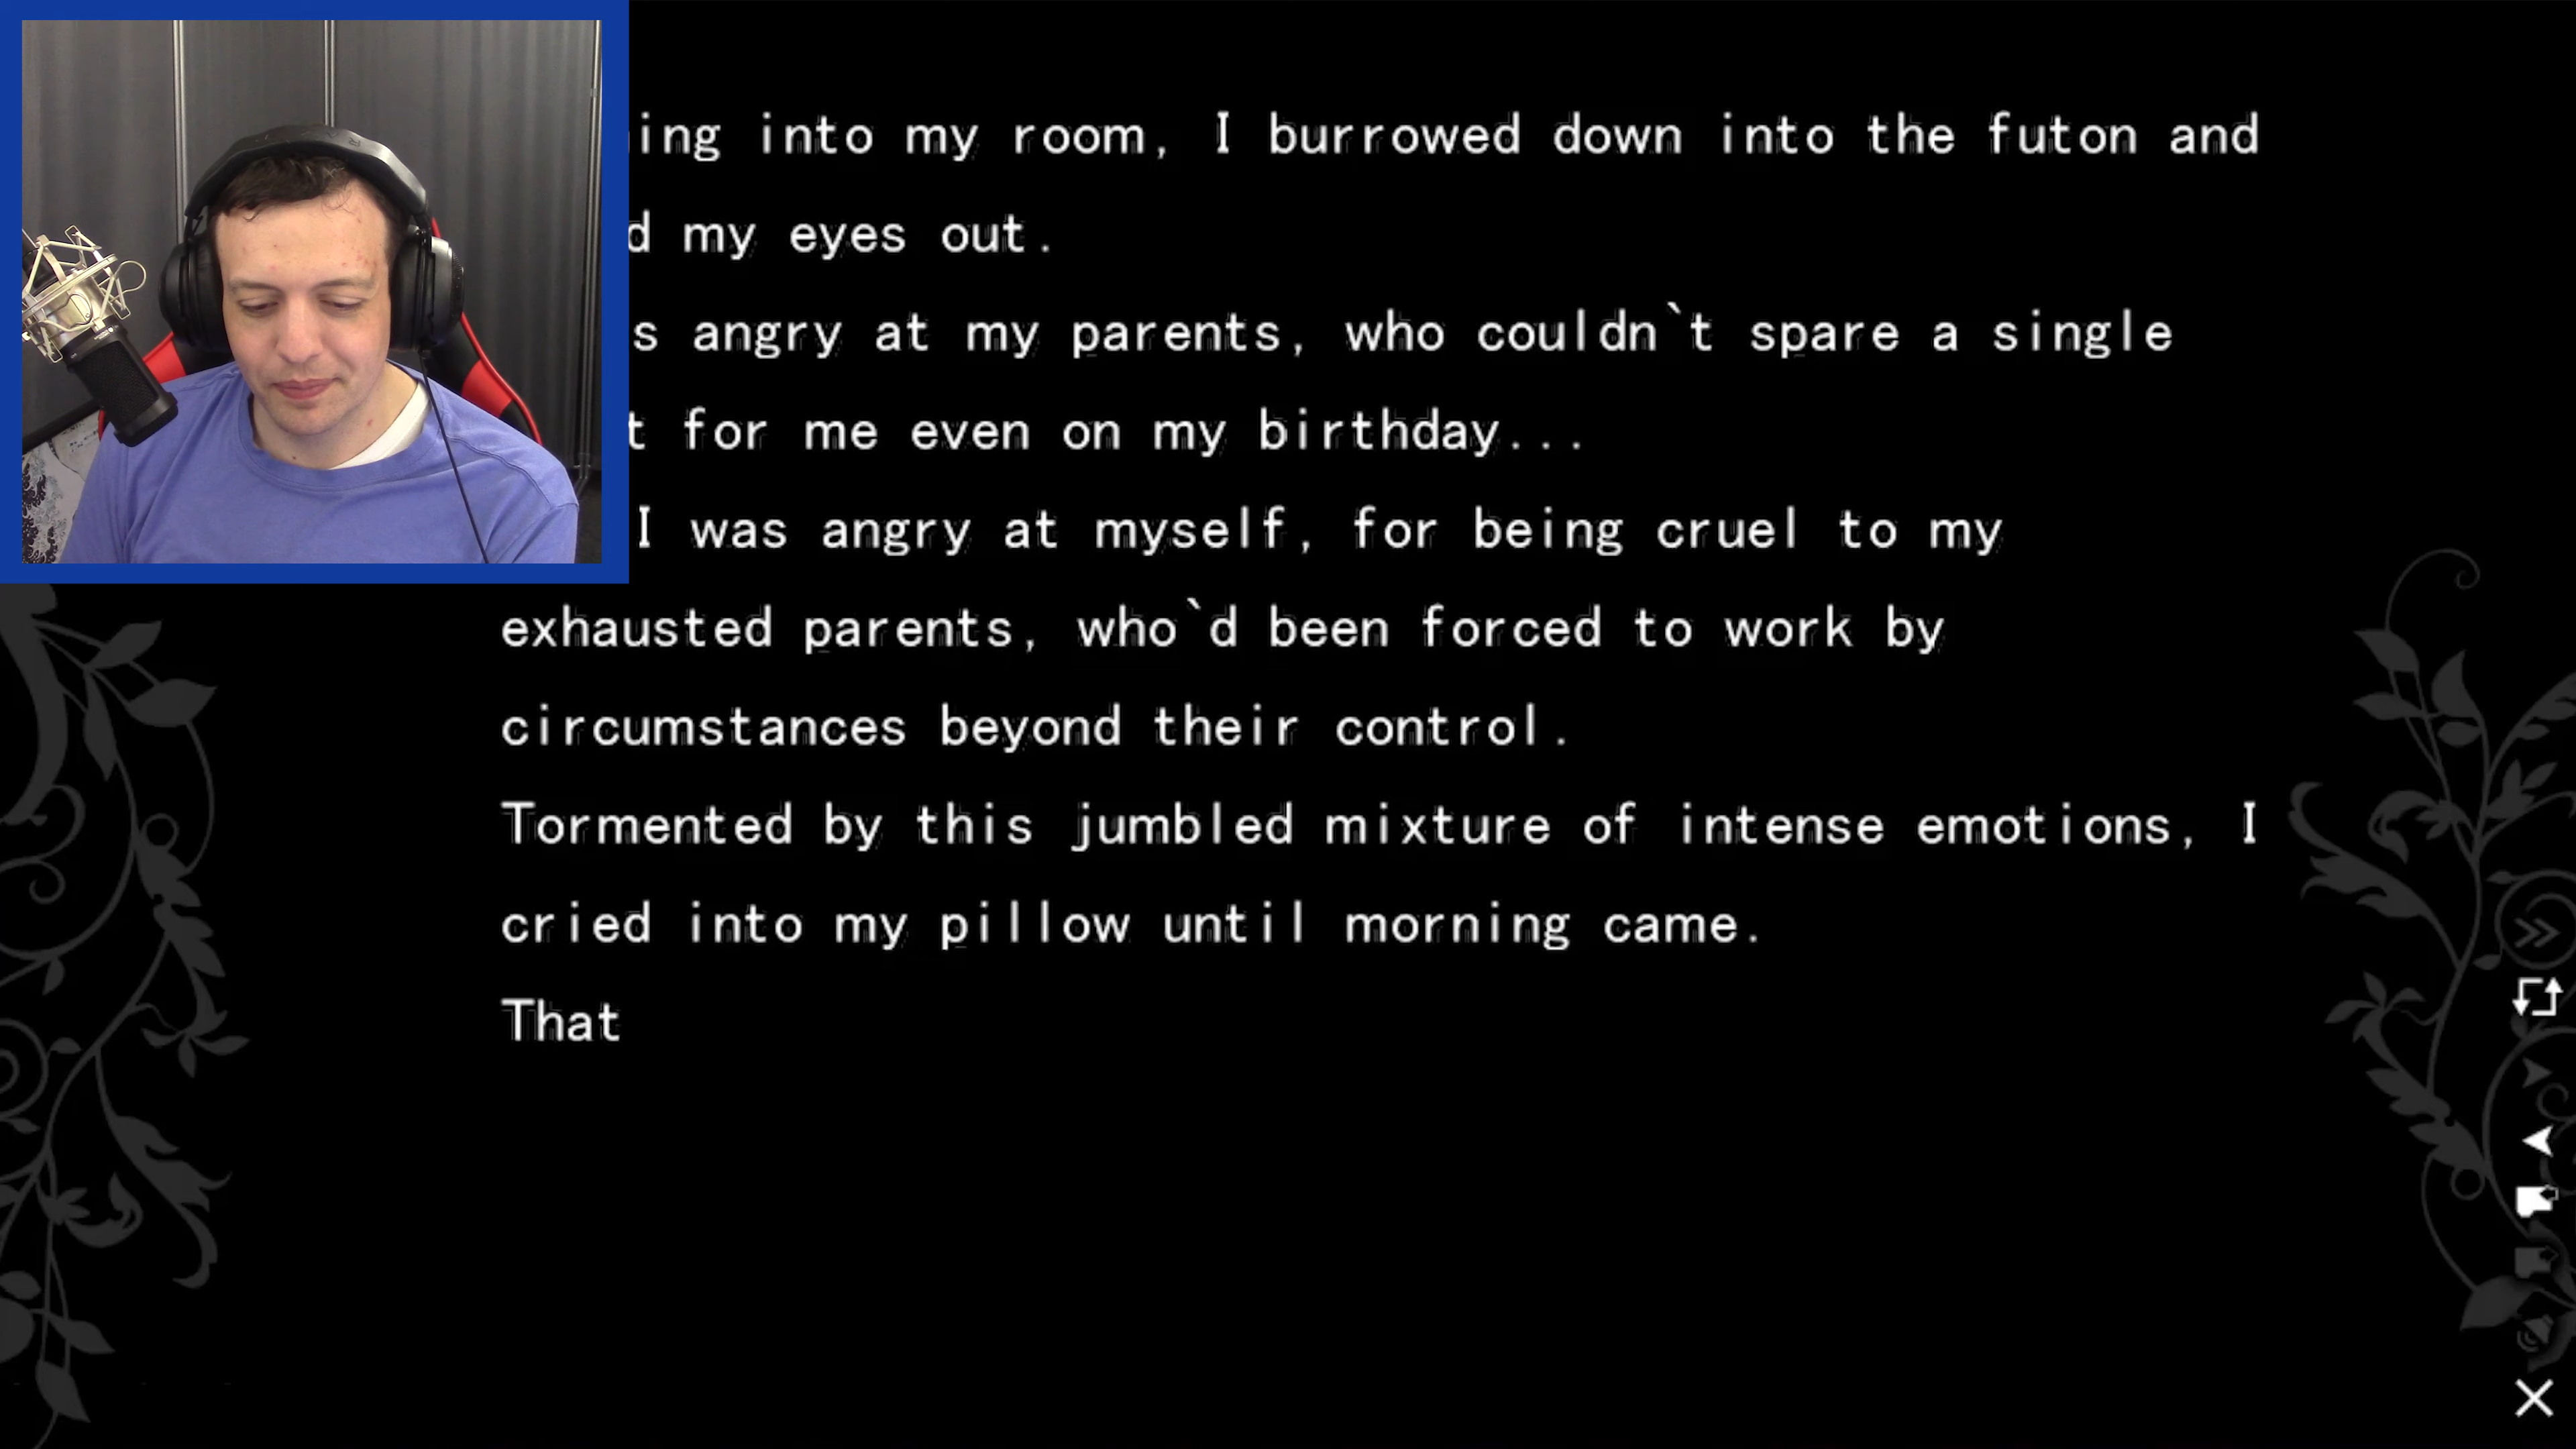 into my room, I burrowed down into the futon and
my eyes out.
angry at my parents, who couldn`t spare a single
for me even on my birthday...
I was angry at myself, for being cruel to my
exhausted parents, who`d been forced to work by
circumstances beyond their control.
Tormented by this jumbled mixture of intense emotions, I
cried into my pillow until morning came.
That